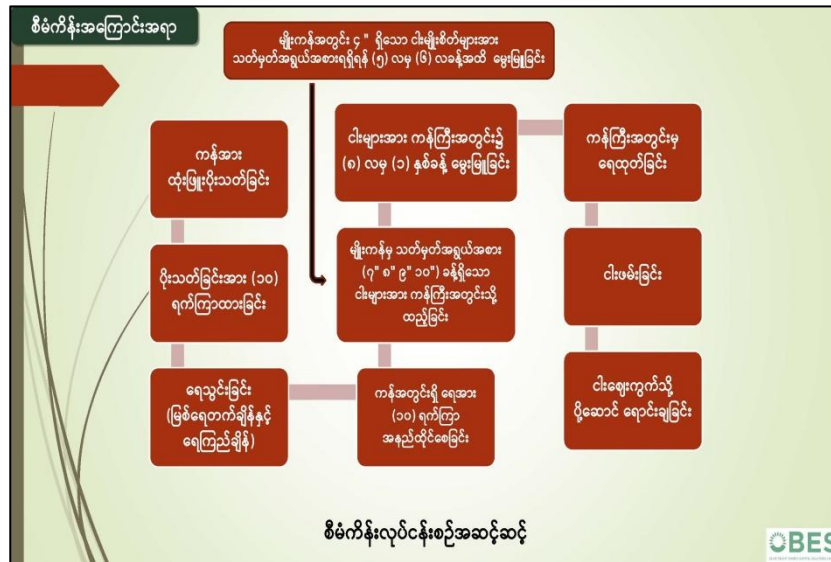 စီမံကိန်းအကြောင်းအရာ
မျိုးကန်အတွင်း ၄ " ရှိသော ငါးမျိုးစိတ်များအား
သတ်မှတ်အရွယ်အစားရရှိရန် (၅) လမှ (၆) လခန့်အထိ မွေးမြူခြင်း
ကန်အား
ထုံးဖြူးပိုးသတ်ခြင်း
ပိုးသတ်ခြင်းအား (၁၀)
ရက်ကြာထားခြင်း
ရေသွင်းခြင်း
(မြစ်ရေတက်ချိန်နှင့်
ရေကြည်ချိန်)
ကန်အတွင်းရှိ ရေအား
(၁၀) ရက်ကြာ
အနည်ထိုင်စေခြင်း
မျိုးကန်မှ သတ်မှတ်အရွယ်အစား
(၇" ၈" ၉" ၁၀") ခန့်ရှိသော
ငါးများအား ကန်ကြီးအတွင်းသို့
ထည့်ခြင်း
ငါးများအား ကန်ကြီးအတွင်း၌
(၈) လမှ (၁) နှစ်ခန့် မွေးမြူခြင်း
ကန်ကြီးအတွင်းမှ
ရေထုတ်ခြင်း
ငါးဖမ်းခြင်း
ငါးဈေးကွက်သို့
ပို့ဆောင် ရောင်းချခြင်း
စီမံကိန်းလုပ်ငန်းစဉ်အဆင့်ဆင့်
BES